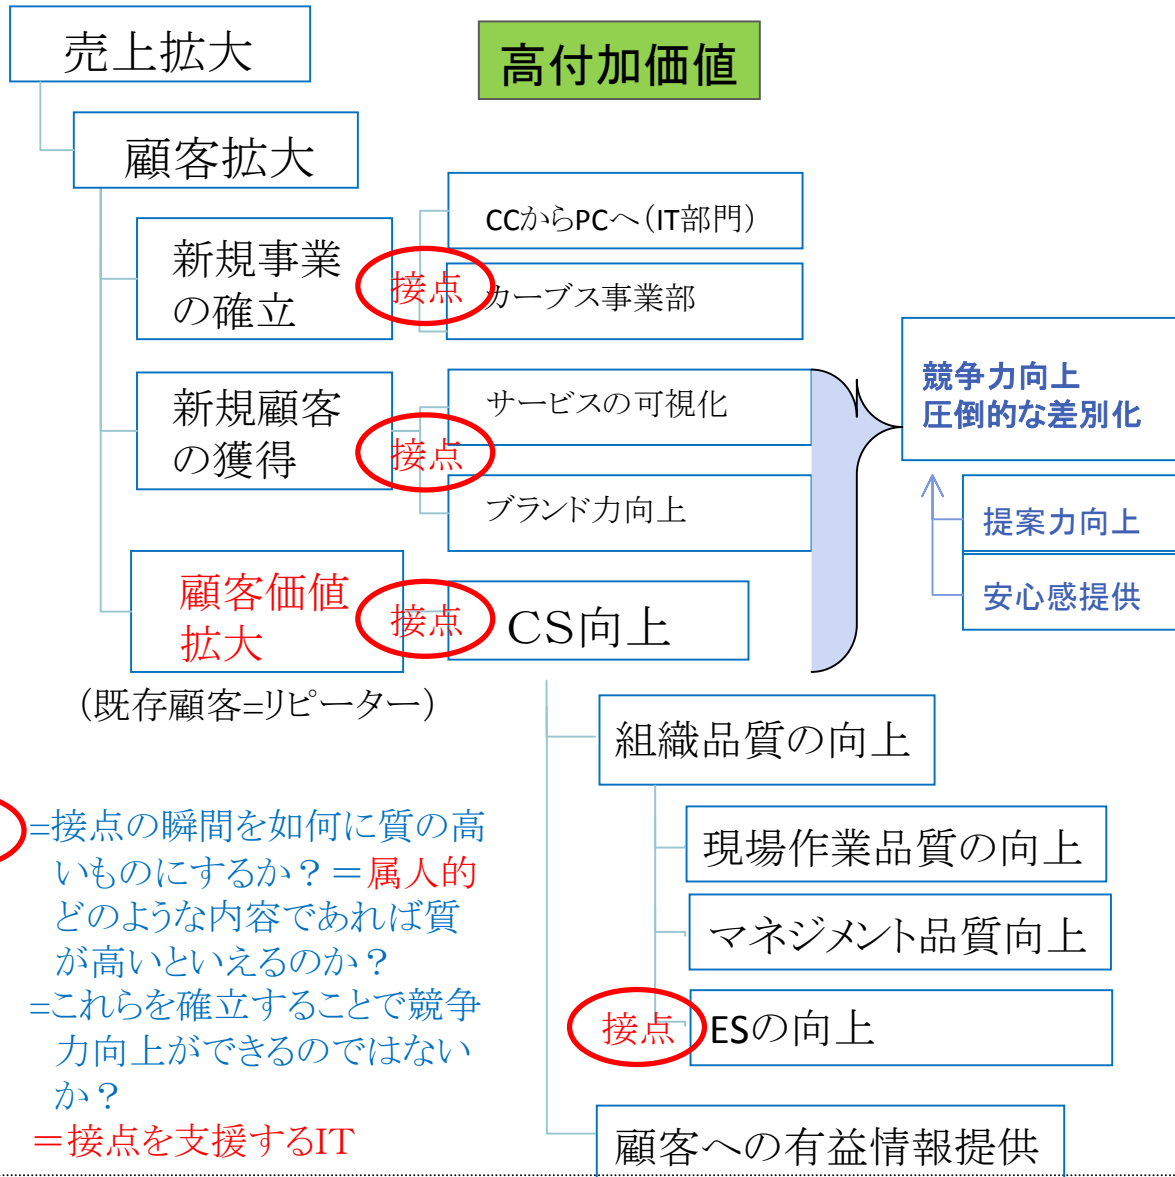 売上拡大
高付加価値
顧客拡大
新規事業
の確立
接点
CCからPCへ（IT部門）
カーブス事業部
新規顧客
の獲得
接点
サービスの可視化
ブランド力向上
競争力向上
圧倒的な差別化
提案力向上
安心感提供
顧客価値
拡大
接点
ＣＳ向上
（既存顧客=リピーター）
組織品質の向上
現場作業品質の向上
マネジメント品質向上
接点
ESの向上
顧客への有益情報提供
=接点の瞬間を如何に質の高
いものにするか？＝属人的
どのような内容であれば質
が高いといえるのか？
=これらを確立することで競争
力向上ができるのではない
か？
＝接点を支援するIT